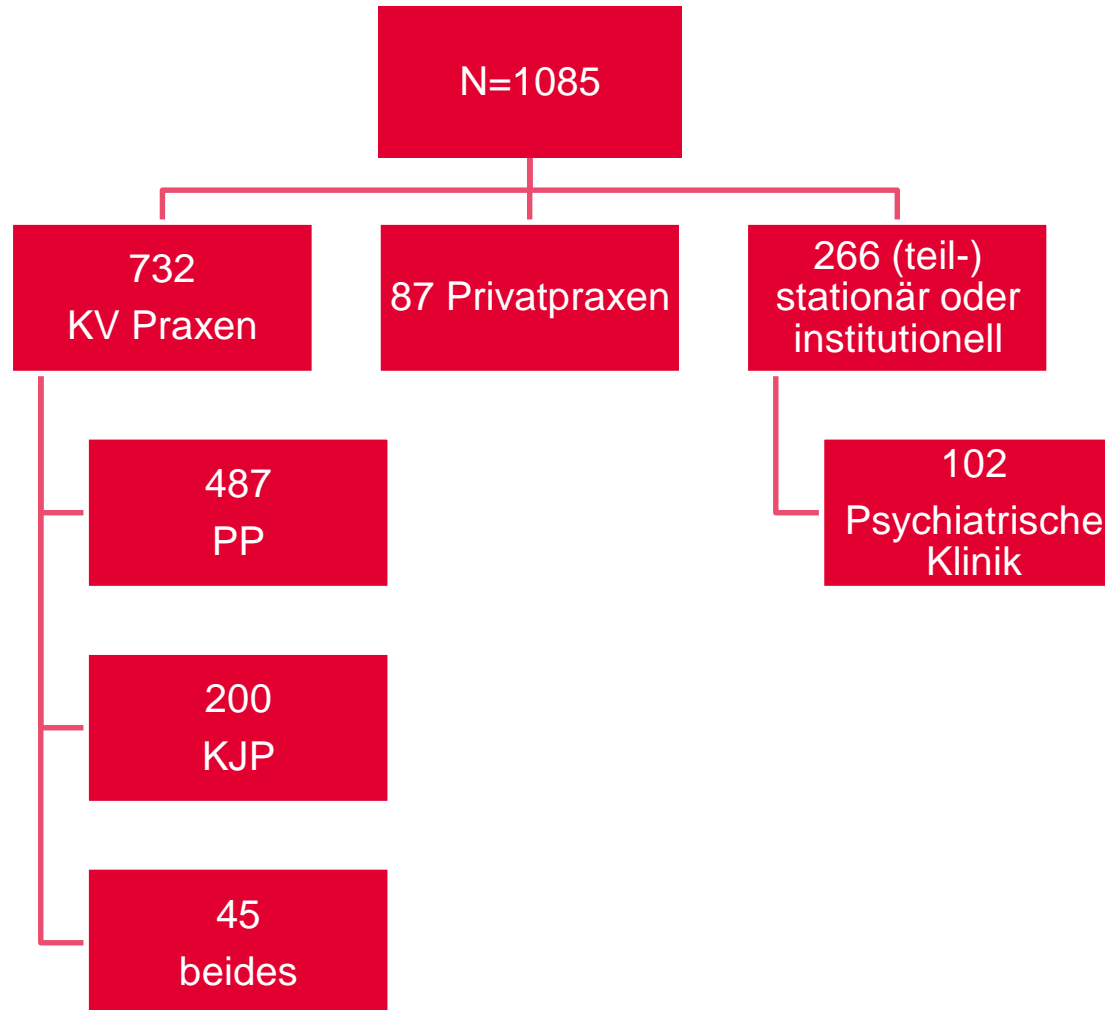 N=1085
732
KV Praxen
87 Privatpraxen
266 (teil-)
stationär oder
institutionell
487
PP
102
Psychiatrische
Klinik
200
KJP
45
beides